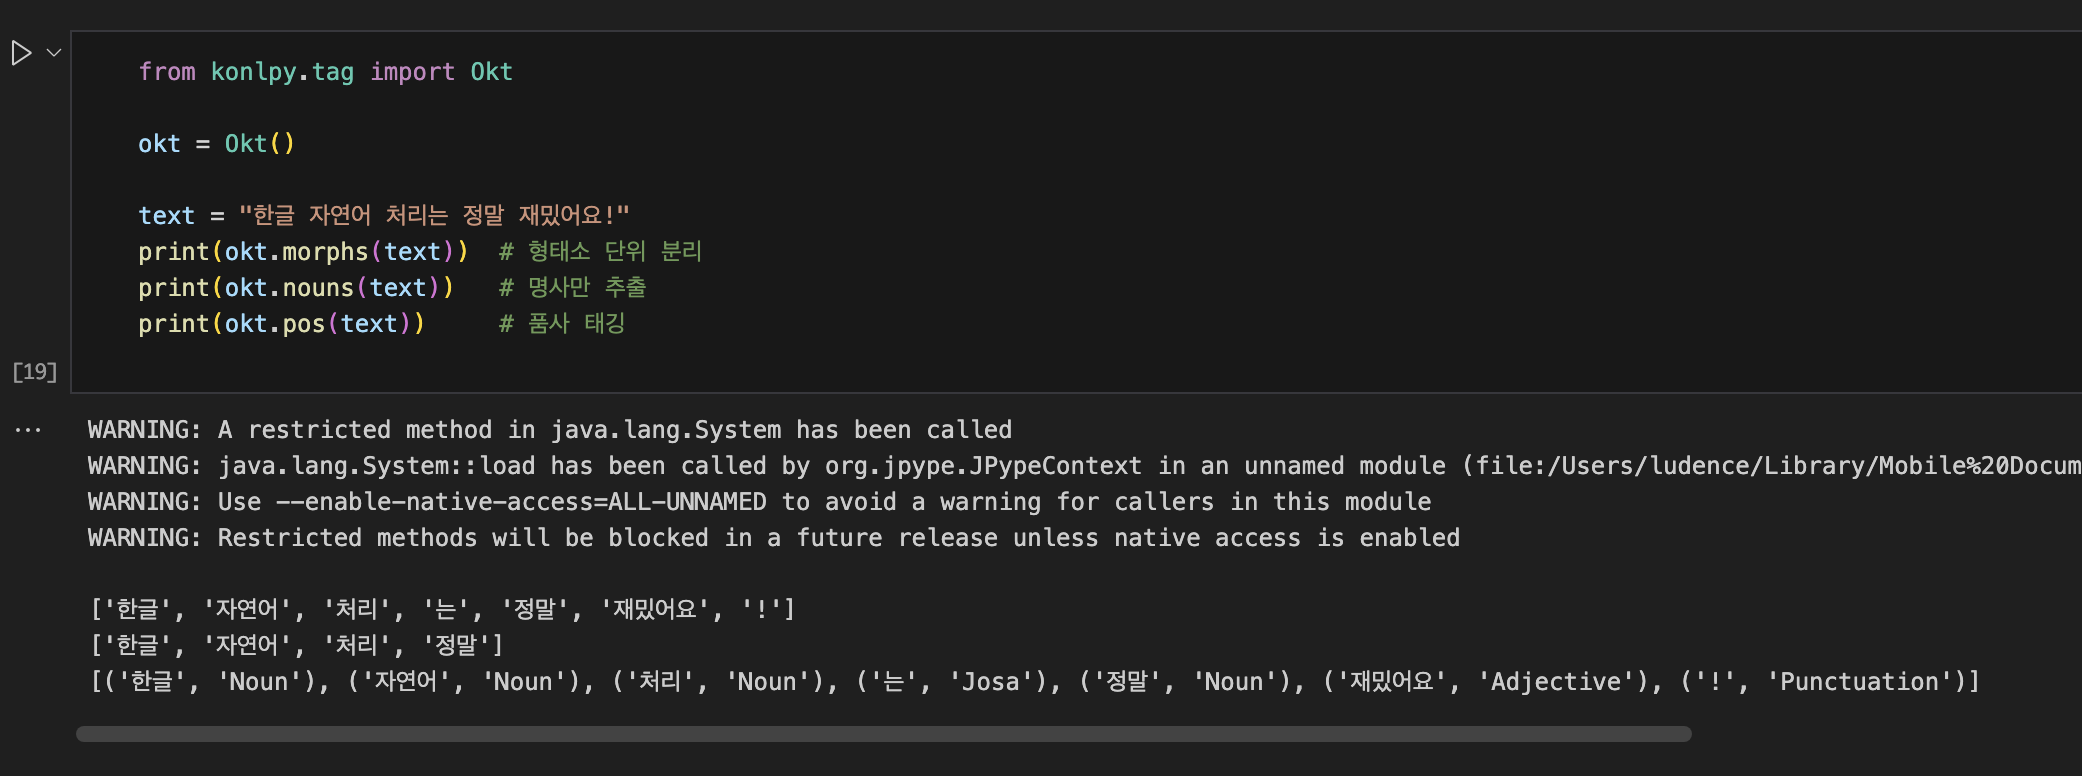 from konlpy.tag import Okt
okt = Okt()
text = "한글 자연어 처리는 정말 재밌어요!"
print(okt.morphs(text))  # 형태소 단위 분리
print(okt.nouns(text))   # 명사만 추출
print(okt.pos(text))     # 품사 태깅
[19]
... WARNING: A restricted method in java.lang.System has been called
WARNING: java.lang.System::load has been called by org.jpype.JPypeContext in an unnamed module (file:/Users/ludence/Library/Mobile%20Docum
WARNING: Use --enable-native-access=ALL-UNNAMED to avoid a warning for callers in this module
WARNING: Restricted methods will be blocked in a future release unless native access is enabled
['한글', '자연어', '처리', '는', '정말', '재밌어요', '!']
['한글', '자연어', '처리', '정말']
[('한글', 'Noun'), ('자연어', 'Noun'), ('처리', 'Noun'), ('는', 'Josa'), ('정말', 'Noun'), ('재밌어요', 'Adjective'), ('!', 'Punctuation')]